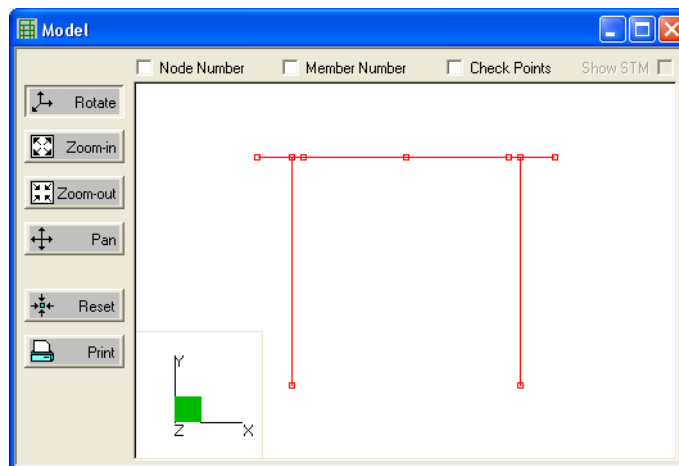 Model
Node Number Member Number Check Points Show STM
Rotate
Zoom-in
Zoom-out
Pan
Reset
Print
Y
Z X